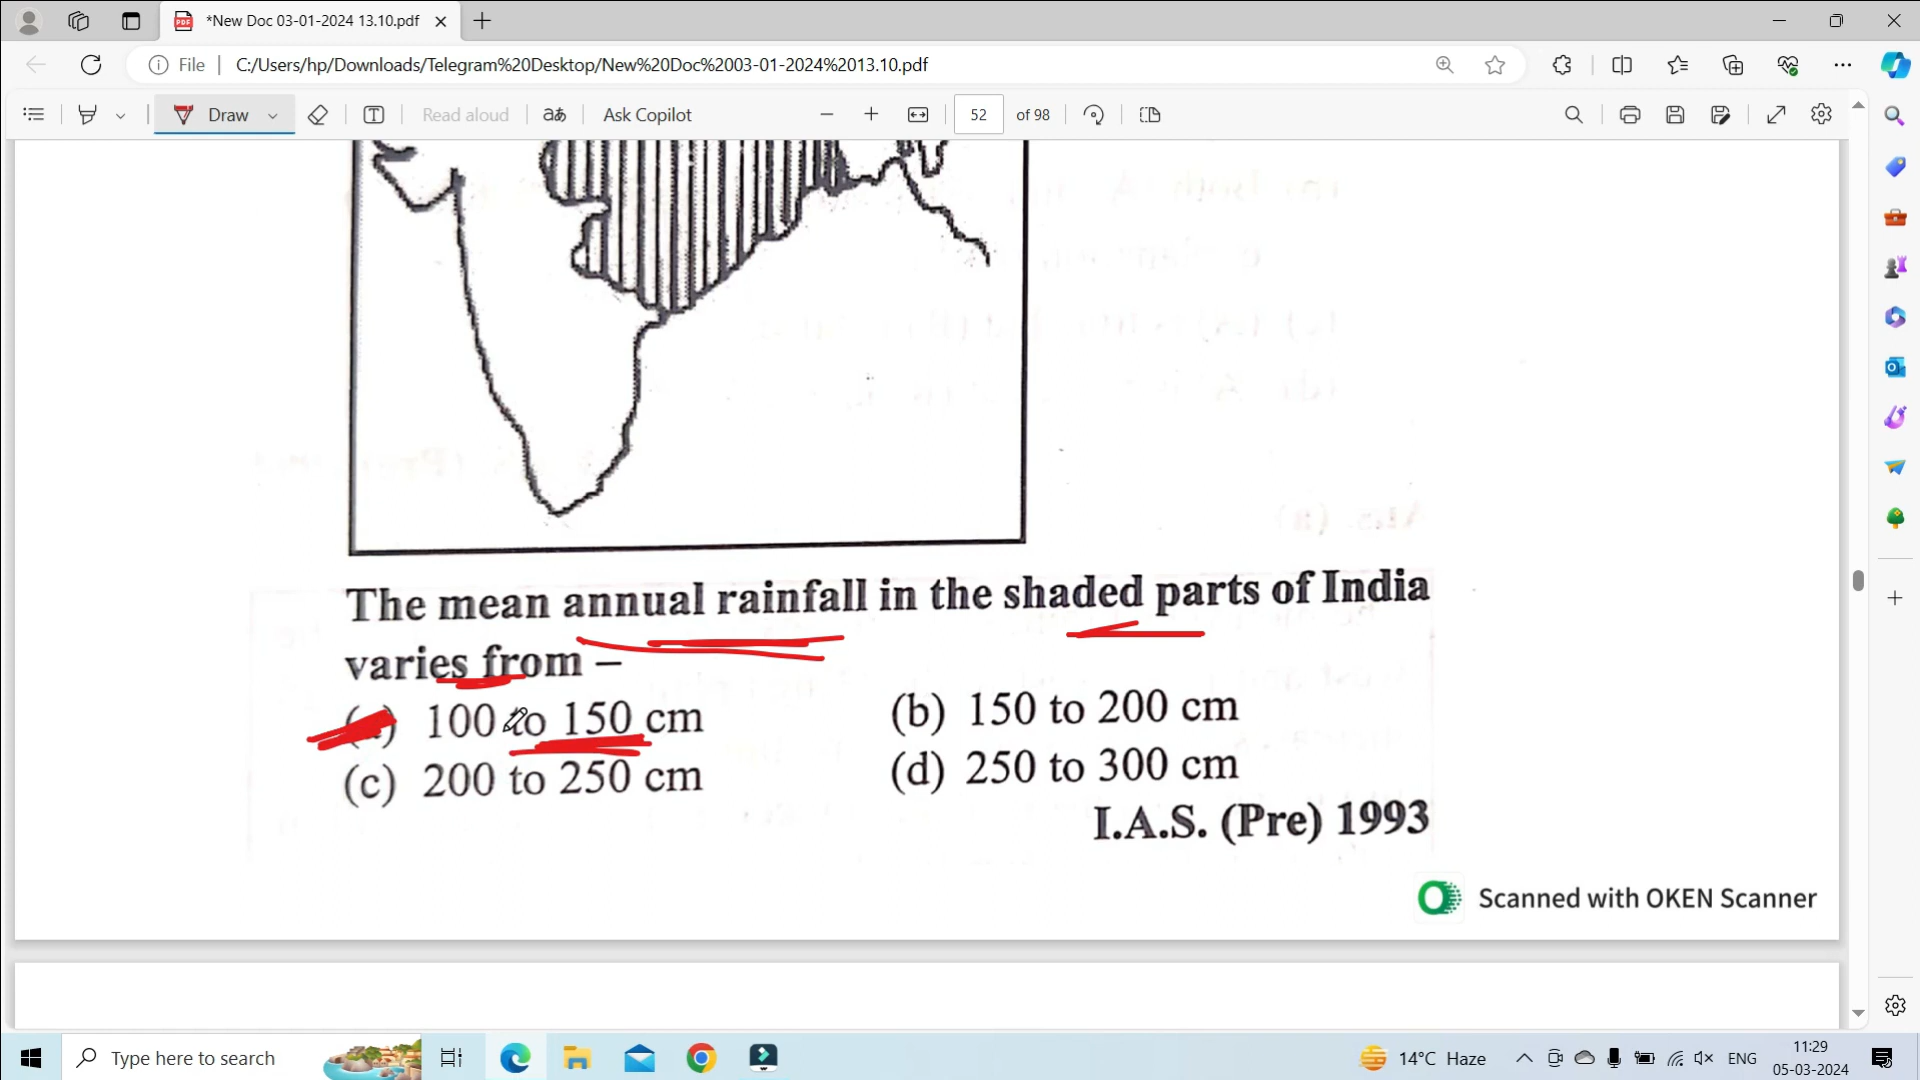 *New Doc 03-01-2024 13.10.pdf
File
C:/Users/hp/Downloads/Telegram%20Desktop/New%20Doc%2003-01-2024%2013.10.pdf
Draw
Read aloud
aあ
Ask Copilot
52
of 98
The mean annual rainfall in the shaded parts of India
varies from –
100 to 150 cm
(b) 150 to 200 cm
(c) 200 to 250 cm
(d) 250 to 300 cm
I.A.S. (Pre) 1993
Scanned with OKEN Scanner
Type here to search
14°C Haze
ENG
11:29
05-03-2024